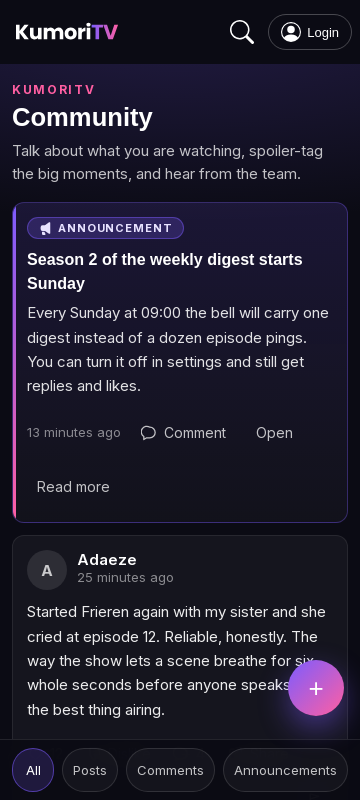 KumoriTV
Login
KUMORITV
Community
Talk about what you are watching, spoiler-tag
the big moments, and hear from the team.
ANNOUNCEMENT
Season 2 of the weekly digest starts
Sunday
Every Sunday at 09:00 the bell will carry one
digest instead of a dozen episode pings.
You can turn it off in settings and still get
replies and likes.
13 minutes ago Comment Open
Read more
A
Adaeze
25 minutes ago
Started Frieren again with my sister and she
cried at episode 12. Reliable, honestly. The
way the show lets a scene breathe for six
whole seconds before anyone speaks
the best thing airing.
+
All Posts Comments Announcements